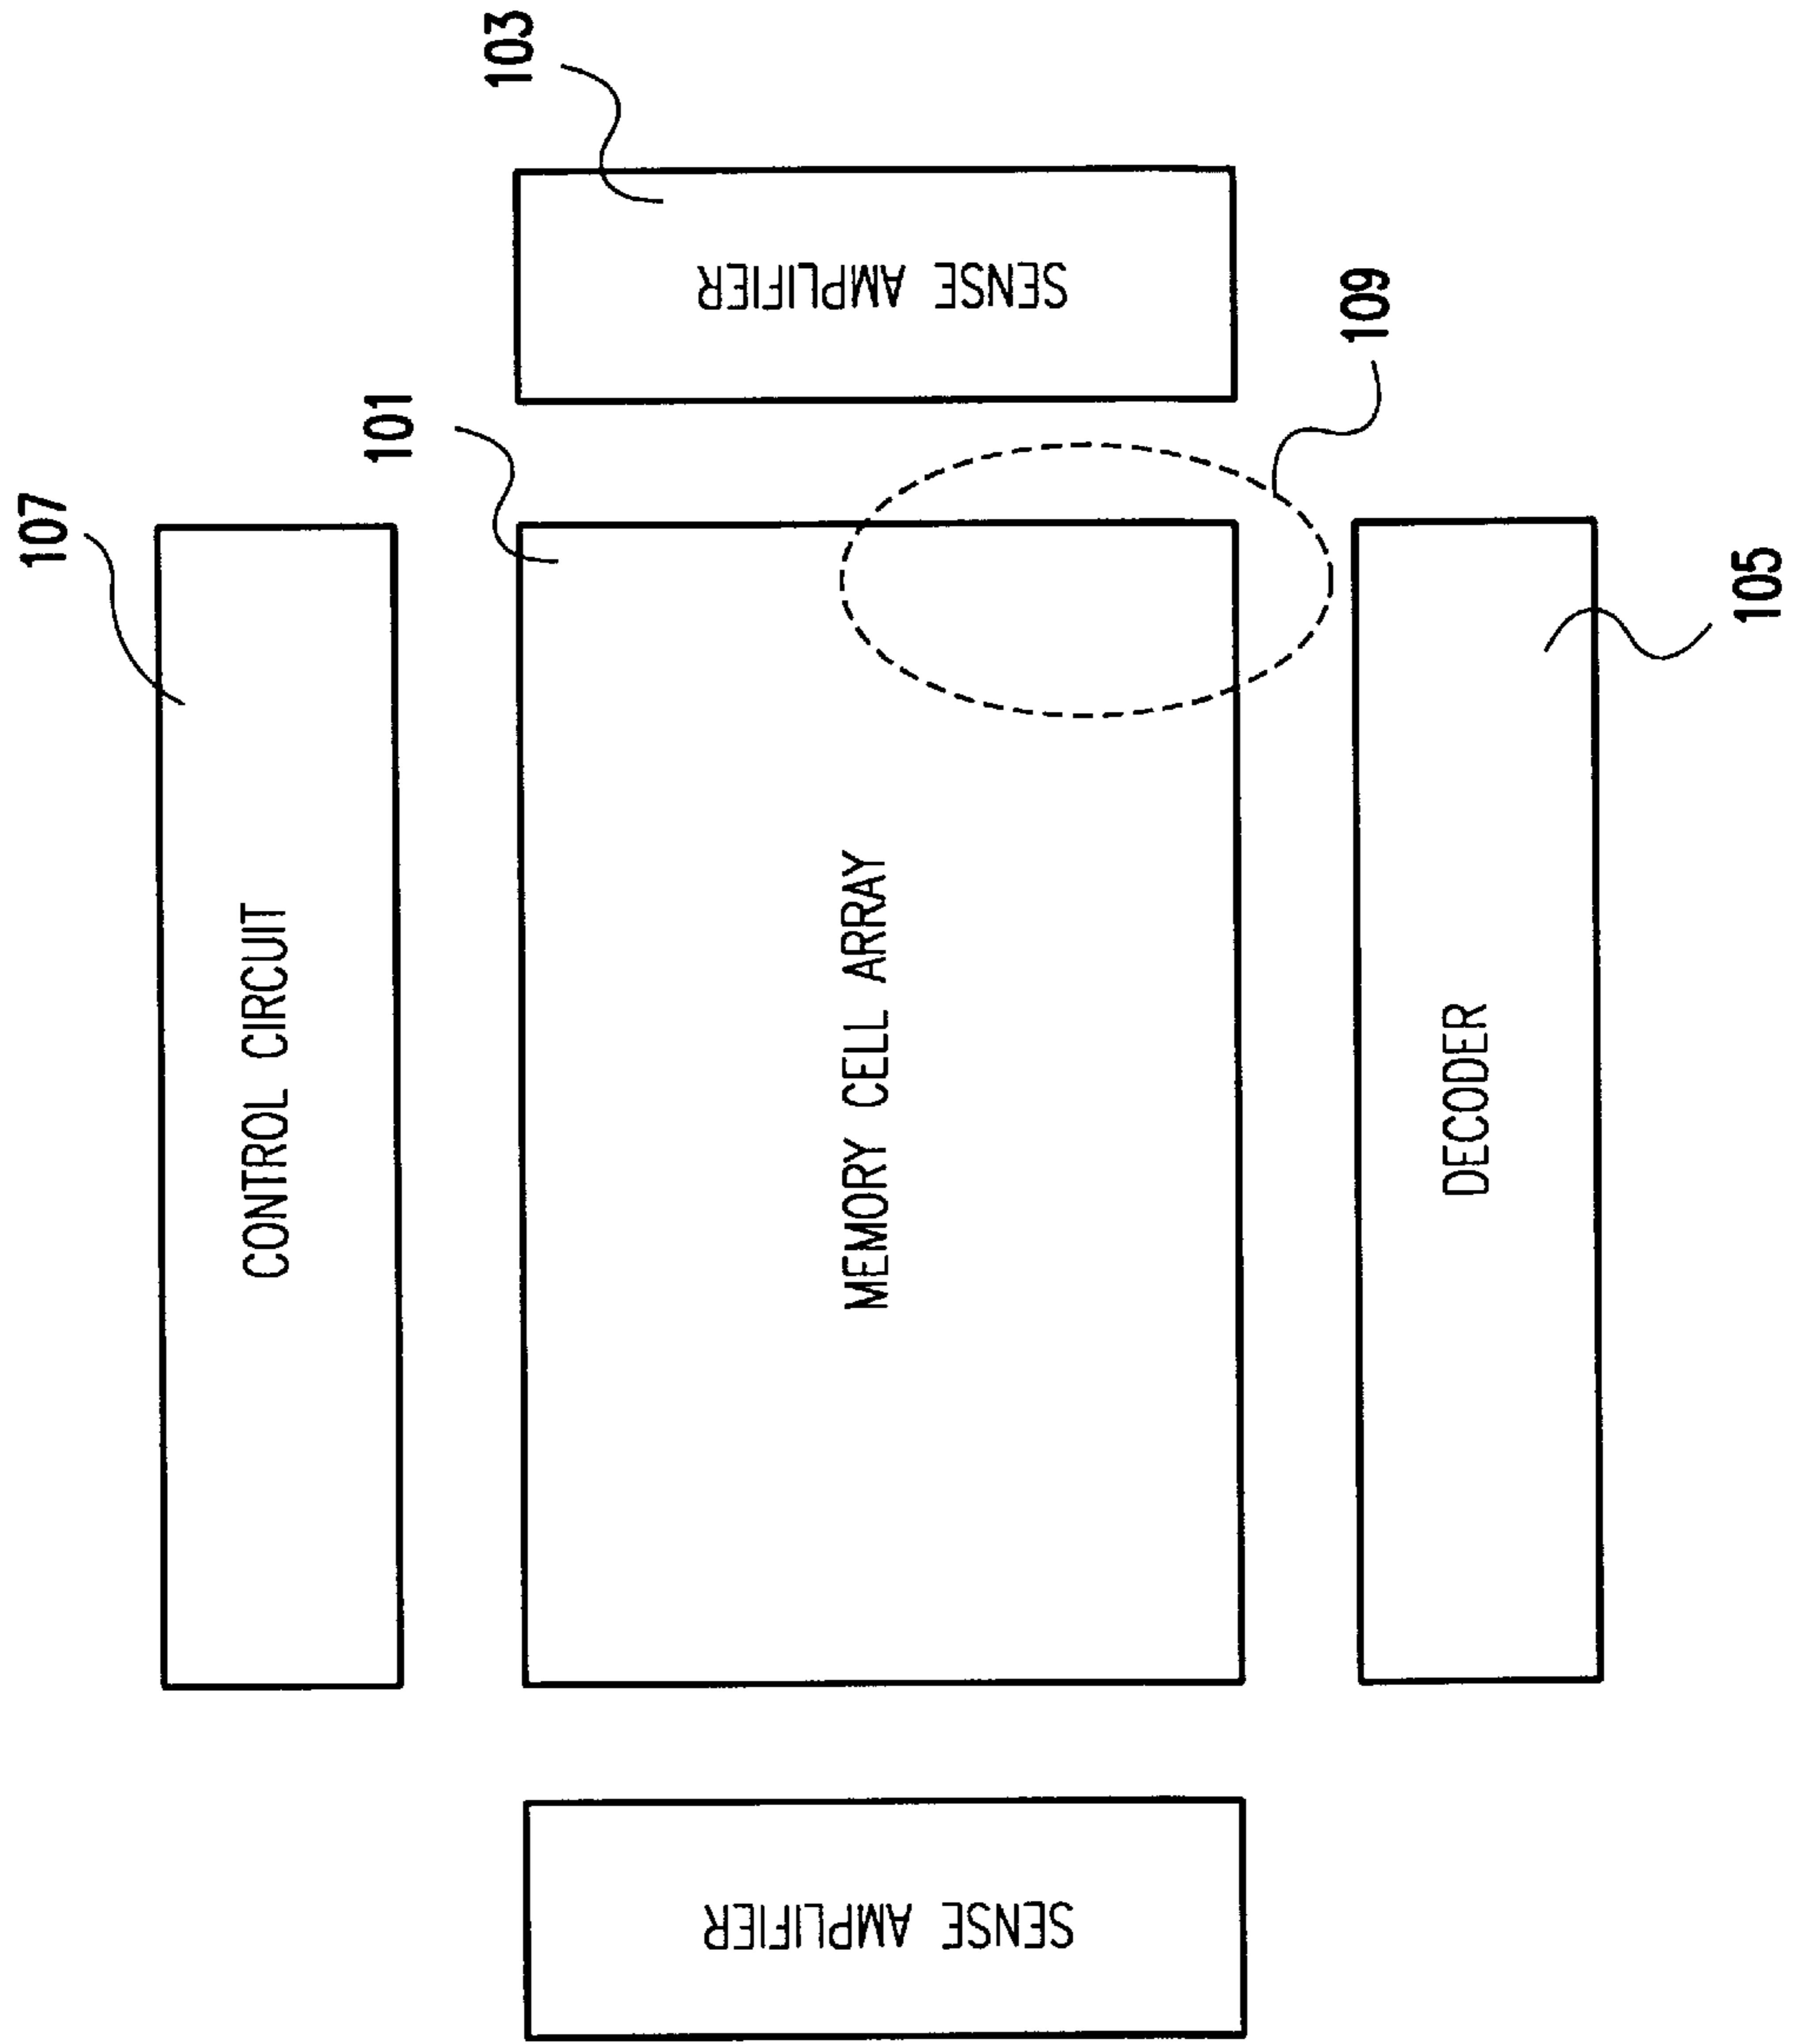 107
CONTROL CIRCUIT
101
103
MEMORY CELL ARRAY
SENSE AMPLIFIER
SENSE AMPLIFIER
109
DECODER
105